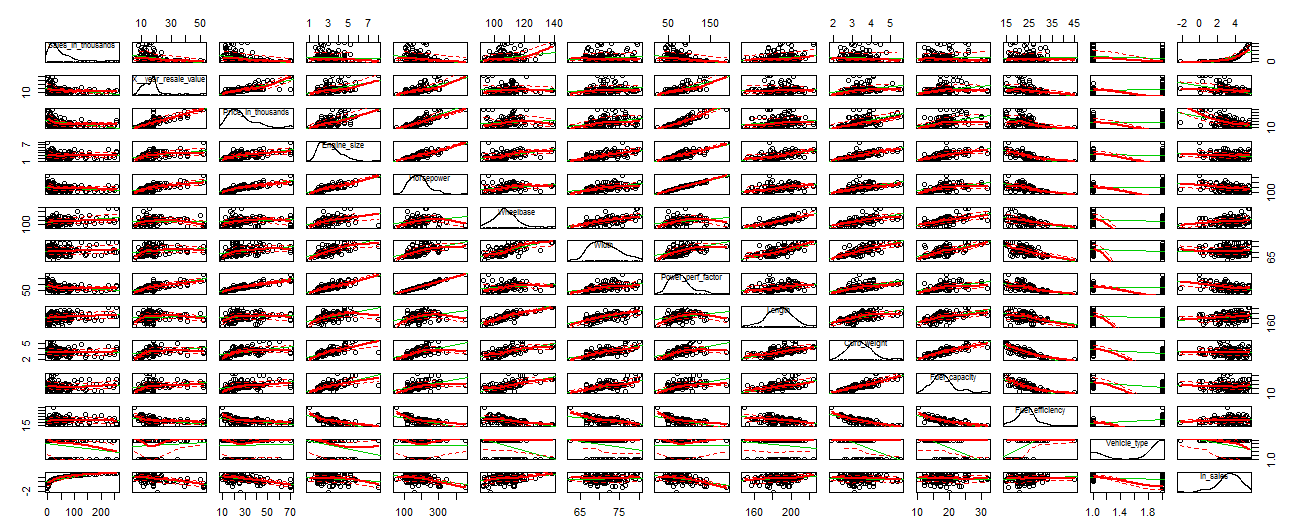 10 30 50 1 3 5 7 100 120 140 50 150 2 3 4 5 15 25 35 45 -2 0 2 4
Sales_in_thousands 0
10 X__year_resale_value
Price_in_thousands 10
1 7 Engine_size
Horsepower 100
100 Wheelbase
Width 65
50 Power_perf_factor
Length 160
2 5 Curb_weight
Fuel_capacity 10
15 Fuel_efficiency
Vehicle_type 1.0
-2 ln_sales
0 100 200 10 30 50 70 100 300 65 75 160 200 10 20 30 1.0 1.4 1.8